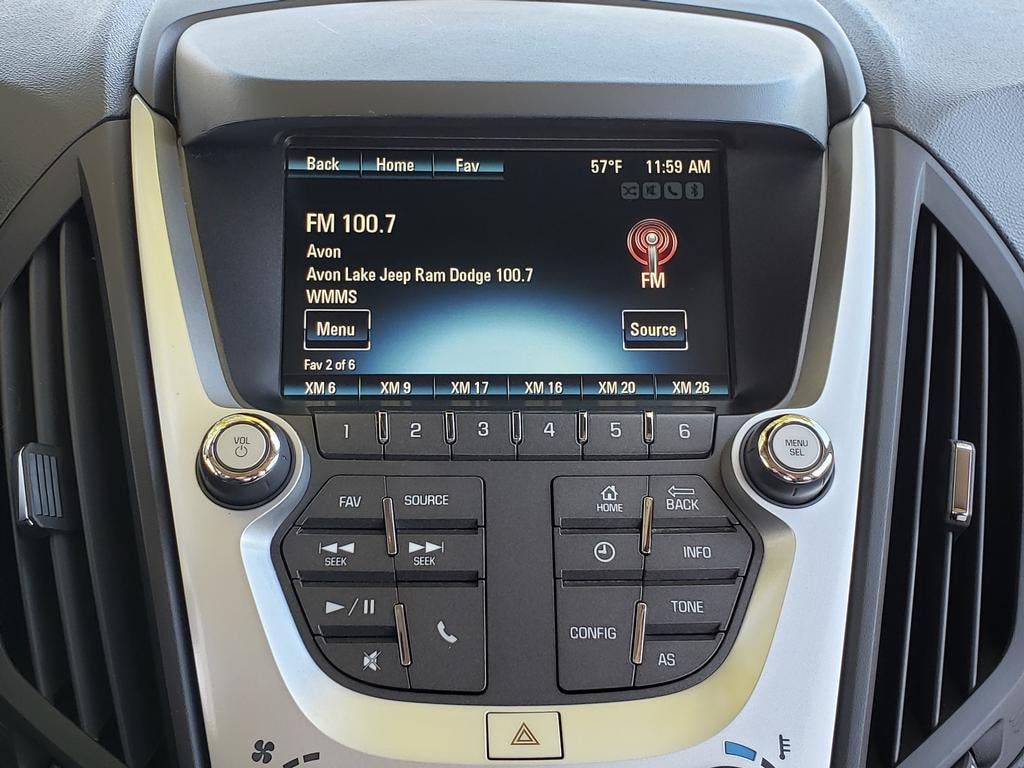 Back Home Fav 57°F 11:59 AM
FM 100.7
Avon
Avon Lake Jeep Ram Dodge 100.7
WMMS
FM
Menu Source
Fav 2 of 6
XM 6 XM 9 XM 17 XM 16 XM 20 XM 26
1 2 3 4 5 6
VOL
MENU
SEL
FAV SOURCE
HOME BACK
SEEK SEEK
INFO
TONE
CONFIG
AS